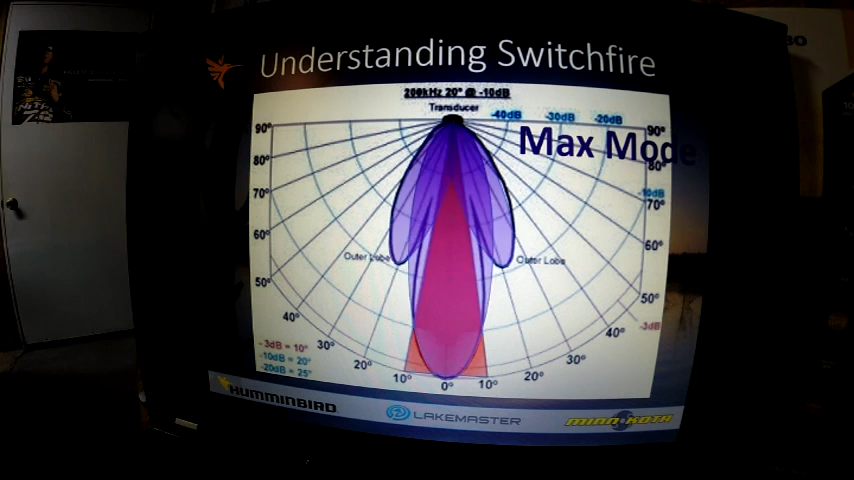 Understanding Switchfire
200kHz 20° @ -10dB
Transducer
-40dB -30dB -20dB
Max Mode
90° 90°
80° 80°
-10dB
70° 70°
60° 60°
Outer Lobe Outer Lobe
50° 50°
40° 40°
-3dB
30° 30°
20° 20°
10° 0° 10°
-3dB = 10°
-10dB = 20°
-20dB = 25°
HUMMINBIRD LAKEMASTER MINN KOTA